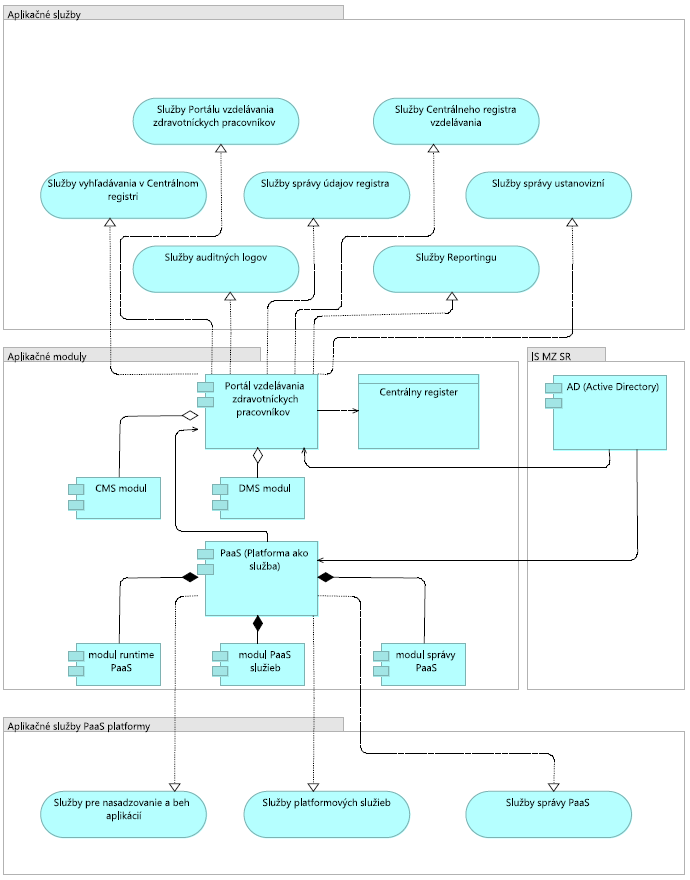 Aplikačné služby
Služby Portálu vzdelávania
zdravotníckych pracovníkov
Služby Centrálneho registra
vzdelávania
Služby vyhľadávania v Centrálnom
registri
Služby správy údajov registra
Služby správy ustanovizní
Služby auditných logov
Služby Reportingu
Aplikačné moduly
IS MZ SR
Portál vzdelávania
zdravotníckych
pracovníkov
Centrálny register
AD (Active Directory)
CMS modul
DMS modul
PaaS (Platforma ako
služba)
modul runtime
PaaS
modul PaaS
služieb
modul správy
PaaS
Aplikačné služby PaaS platformy
Služby pre nasadzovanie a beh
aplikácií
Služby platformových služieb
Služby správy PaaS